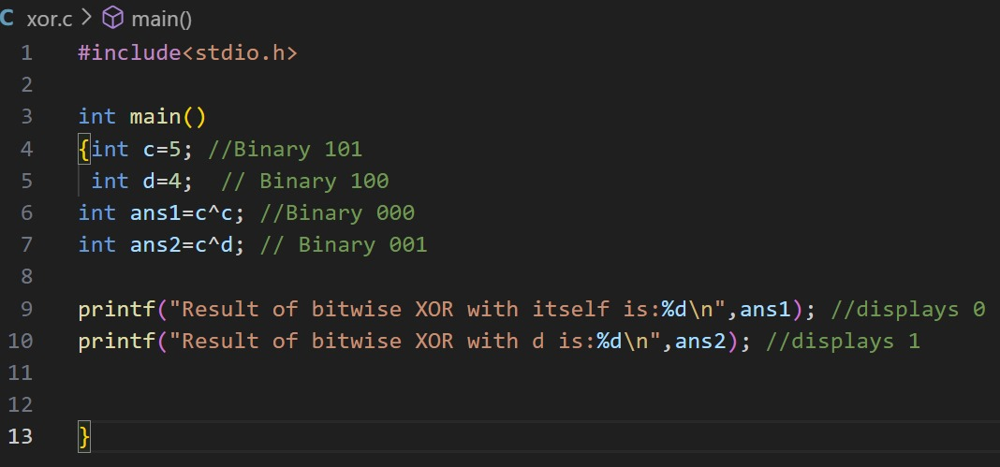 C xor.c > main()
1 #include<stdio.h>
2
3 int main()
4 {int c=5; //Binary 101
5  int d=4;  // Binary 100
6 int ans1=c^c; //Binary 000
7 int ans2=c^d; // Binary 001
8
9 printf("Result of bitwise XOR with itself is:%d\n",ans1); //displays 0
10 printf("Result of bitwise XOR with d is:%d\n",ans2); //displays 1
11
12
13 }